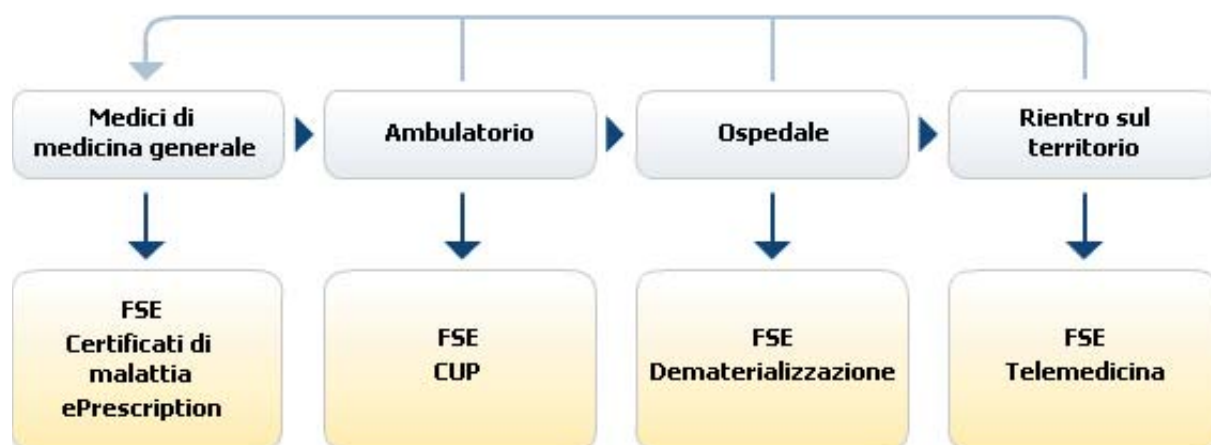 Medici di
medicina generale
Ambulatorio
Ospedale
Rientro sul
territorio
FSE
Certificati di
malattia
ePrescription
FSE
CUP
FSE
Dematerializzazione
FSE
Telemedicina